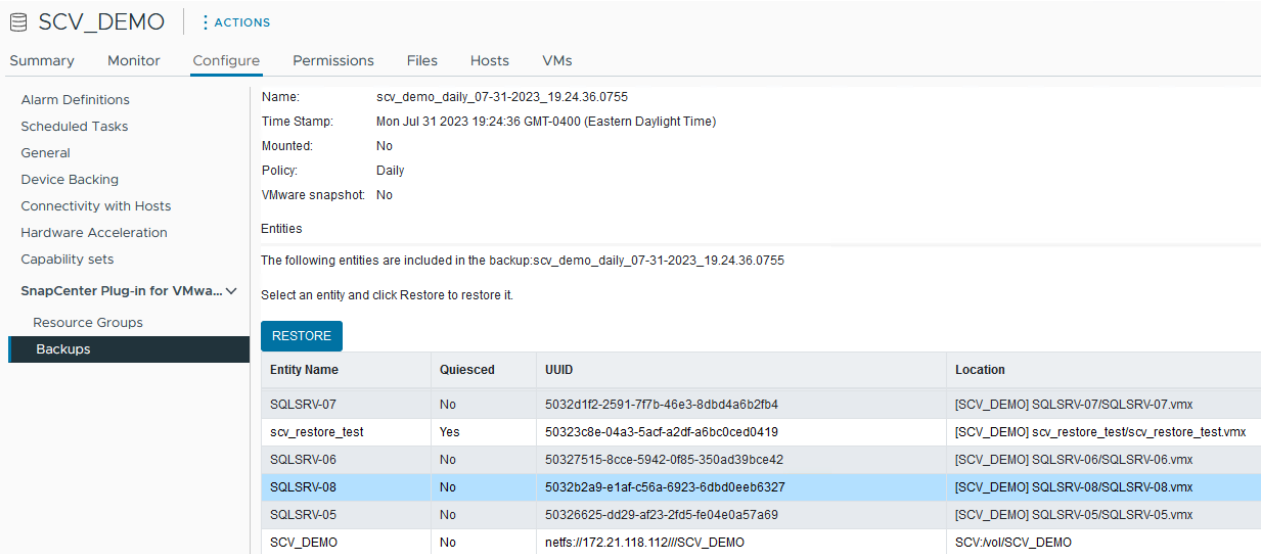 SCV_DEMO ACTIONS
Summary Monitor Configure Permissions Files Hosts VMs
Alarm Definitions
Scheduled Tasks
General
Device Backing
Connectivity with Hosts
Hardware Acceleration
Capability sets
SnapCenter Plug-in for VMwa...
Resource Groups
Backups
Name: scv_demo_daily_07-31-2023_19.24.36.0755
Time Stamp: Mon Jul 31 2023 19:24:36 GMT-0400 (Eastern Daylight Time)
Mounted: No
Policy: Daily
VMware snapshot: No
Entities
The following entities are included in the backup:scv_demo_daily_07-31-2023_19.24.36.0755
Select an entity and click Restore to restore it.
RESTORE
Entity Name Quiesced UUID Location
SQLSRV-07 No 5032d1f2-2591-7f7b-46e3-8dbd4a6b2fb4 [SCV_DEMO] SQLSRV-07/SQLSRV-07.vmx
scv_restore_test Yes 50323c8e-04a3-5acf-a2df-a6bc0ced0419 [SCV_DEMO] scv_restore_test/scv_restore_test.vmx
SQLSRV-06 No 50327515-8cce-5942-0f85-350ad39bce42 [SCV_DEMO] SQLSRV-06/SQLSRV-06.vmx
SQLSRV-08 No 5032b2a9-e1af-c56a-6923-6dbd0eeb6327 [SCV_DEMO] SQLSRV-08/SQLSRV-08.vmx
SQLSRV-05 No 50326625-dd29-af23-2fd5-fe04e0a57a69 [SCV_DEMO] SQLSRV-05/SQLSRV-05.vmx
SCV_DEMO No netfs://172.21.118.112///SCV_DEMO SCV:/vol/SCV_DEMO